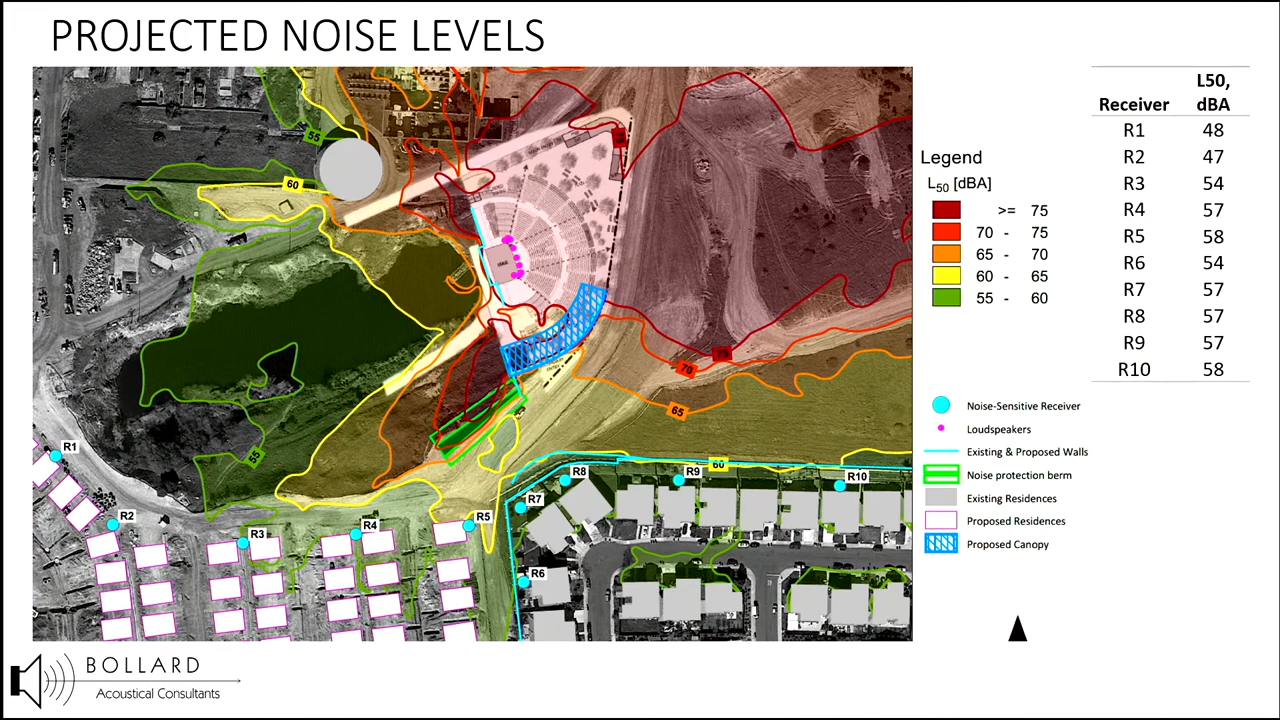 PROJECTED NOISE LEVELS
55
60
75
70
65
55
60
R1
R2
R3
R4
R5
R6
R7
R8
R9
R10
Receiver L50, dBA
R1 48
R2 47
R3 54
R4 57
R5 58
R6 54
R7 57
R8 57
R9 57
R10 58
Legend
L50 [dBA]
>= 75
70 - 75
65 - 70
60 - 65
55 - 60
Noise-Sensitive Receiver
Loudspeakers
Existing & Proposed Walls
Noise protection berm
Existing Residences
Proposed Residences
Proposed Canopy
BOLLARD
Acoustical Consultants